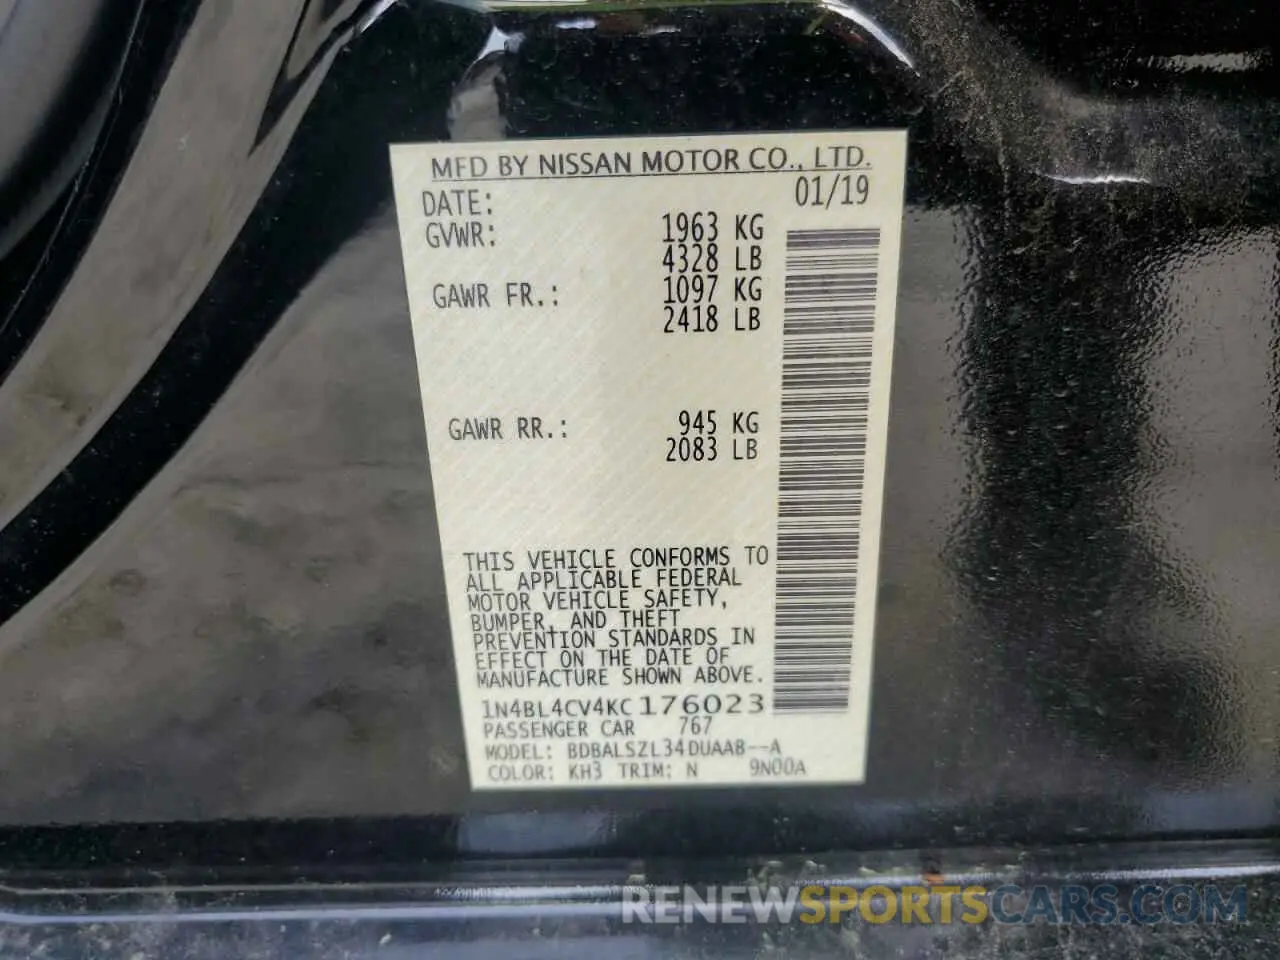 MFD BY NISSAN MOTOR CO., LTD.
DATE: 01/19
GVWR: 1963 KG
4328 LB
GAWR FR.: 1097 KG
2418 LB
GAWR RR.: 945 KG
2083 LB
THIS VEHICLE CONFORMS TO
ALL APPLICABLE FEDERAL
MOTOR VEHICLE SAFETY,
BUMPER, AND THEFT
PREVENTION STANDARDS IN
EFFECT ON THE DATE OF
MANUFACTURE SHOWN ABOVE.
1N4BL4CV4KC176023
PASSENGER CAR 767
MODEL: BDBALSZL34DUAAB--A
COLOR: KH3 TRIM: N 9N00A
RENEWSPORTSCARS.COM